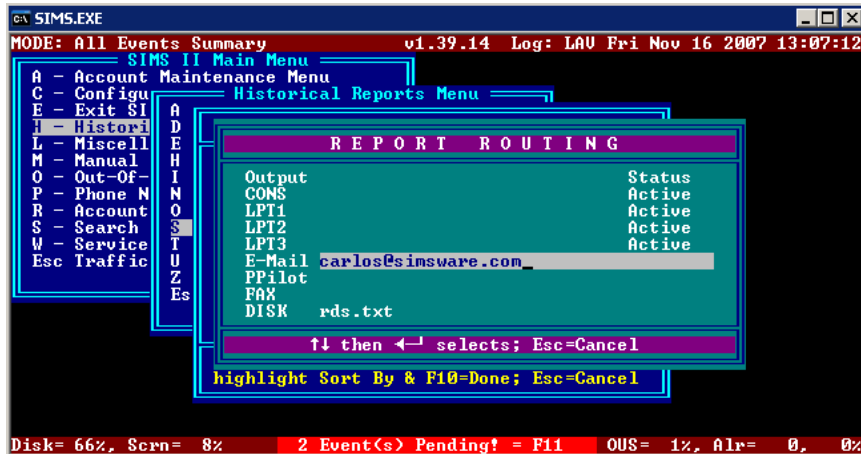 SIMS.EXE
MODE: All Events Summary v1.39.14 Log: LAV Fri Nov 16 2007 13:07:12
SIMS II Main Menu
A - Account Maintenance Menu
C - Configu
E - Exit SI
H - Histori
L - Miscell
M - Manual
O - Out-Of-
P - Phone N
R - Account
S - Search
W - Service
Esc Traffic
Historical Reports Menu
A
D
E
H
I
N
O
S
T
U
Z
Es
REPORT ROUTING
Output Status
CONS Active
LPT1 Active
LPT2 Active
LPT3 Active
E-Mail carlos@simsware.com_
PPilot
FAX
DISK rds.txt
↑↓ then ◄─┘ selects; Esc=Cancel
highlight Sort By & F10=Done; Esc=Cancel
Disk= 66%, Scrn= 8% 2 Event(s) Pending! = F11 OUS= 1%, Alr= 0, 0%